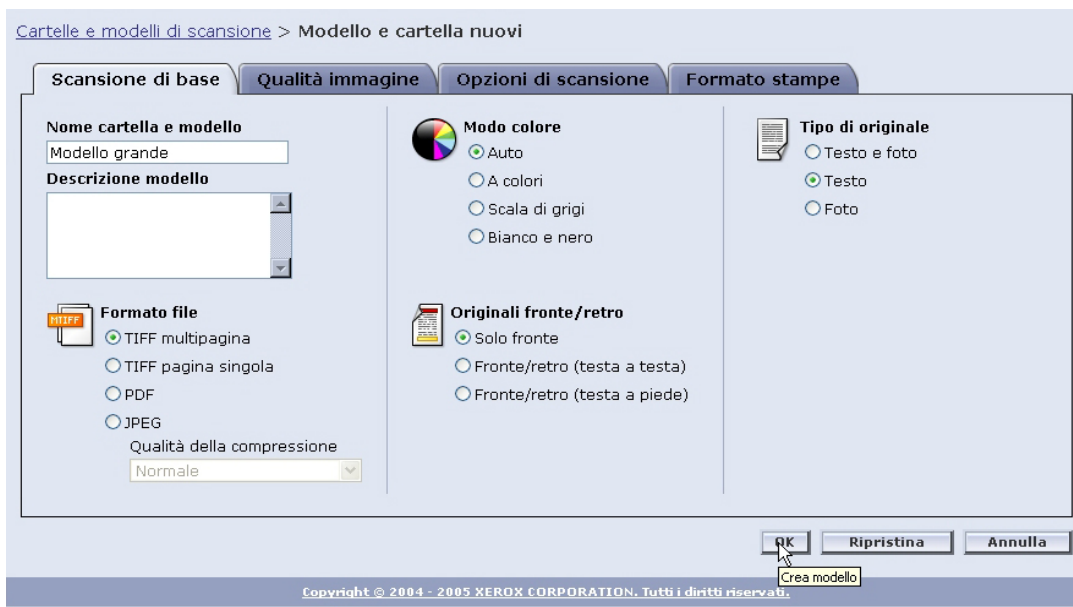 Cartelle e modelli di scansione > Modello e cartella nuovi
Scansione di base
Qualità immagine
Opzioni di scansione
Formato stampe
Nome cartella e modello
Modello grande
Descrizione modello
MTIFF
Formato file
TIFF multipagina
TIFF pagina singola
PDF
JPEG
Qualità della compressione
Normale
Modo colore
Auto
A colori
Scala di grigi
Bianco e nero
Originali fronte/retro
Solo fronte
Fronte/retro (testa a testa)
Fronte/retro (testa a piede)
Tipo di originale
Testo e foto
Testo
Foto
OK
Ripristina
Annulla
Crea modello
Copyright © 2004 - 2005 XEROX CORPORATION. Tutti i diritti riservati.